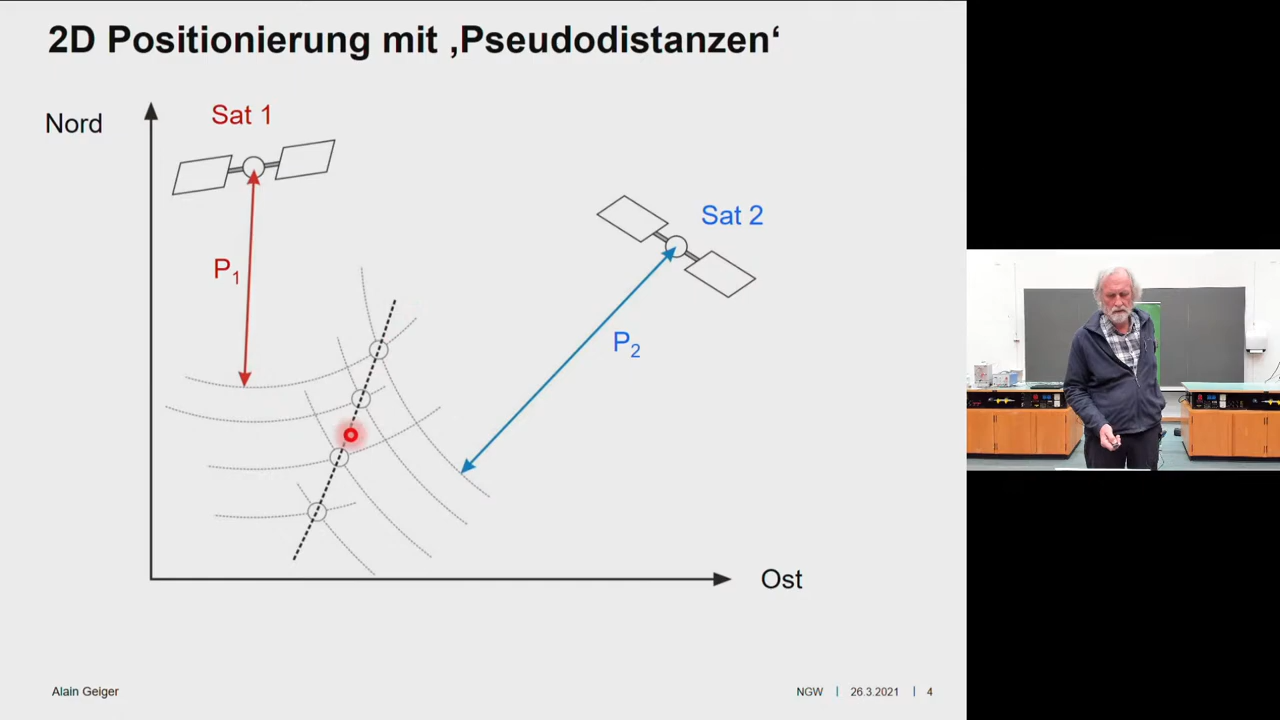 2D Positionierung mit ‚Pseudodistanzen‘
Nord
Sat 1
Sat 2
P1
P2
Ost
Alain Geiger
NGW | 26.3.2021 | 4